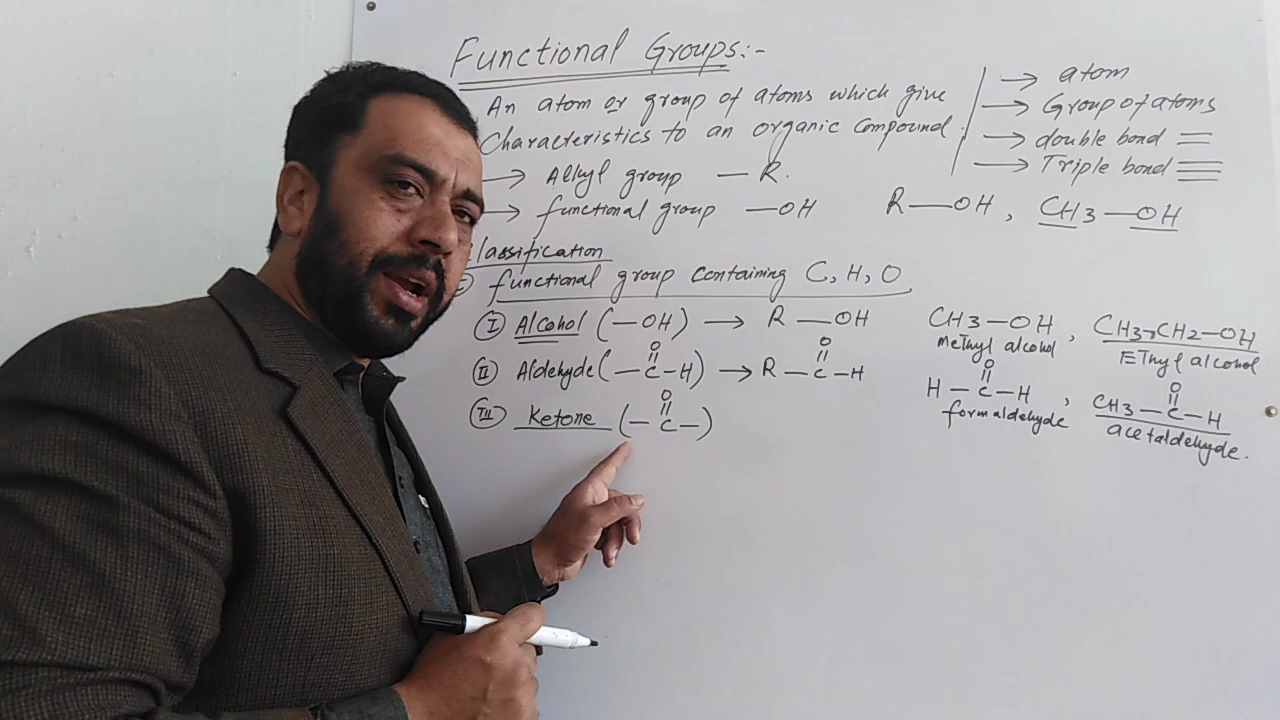 Functional Groups:-
An atom or group of atoms which give
Characteristics to an organic Compound.
→ atom
→ Group of atoms
→ double bond =
→ Triple bond ≡
→ Alkyl group —R.
→ functional group —OH R—OH, CH3—OH
lassification
functional group containing C, H, O
(I) Alcohol (—OH) → R—OH CH3—OH, CH3-CH2—OH
Methyl alcohol Ethyl alcohol
O O O O
|| || || ||
(II) Aldehyde (—C—H) → R—C—H H—C—H, CH3—C—H
formaldehyde acetaldehyde.
O
||
(III) Ketone (—C—)